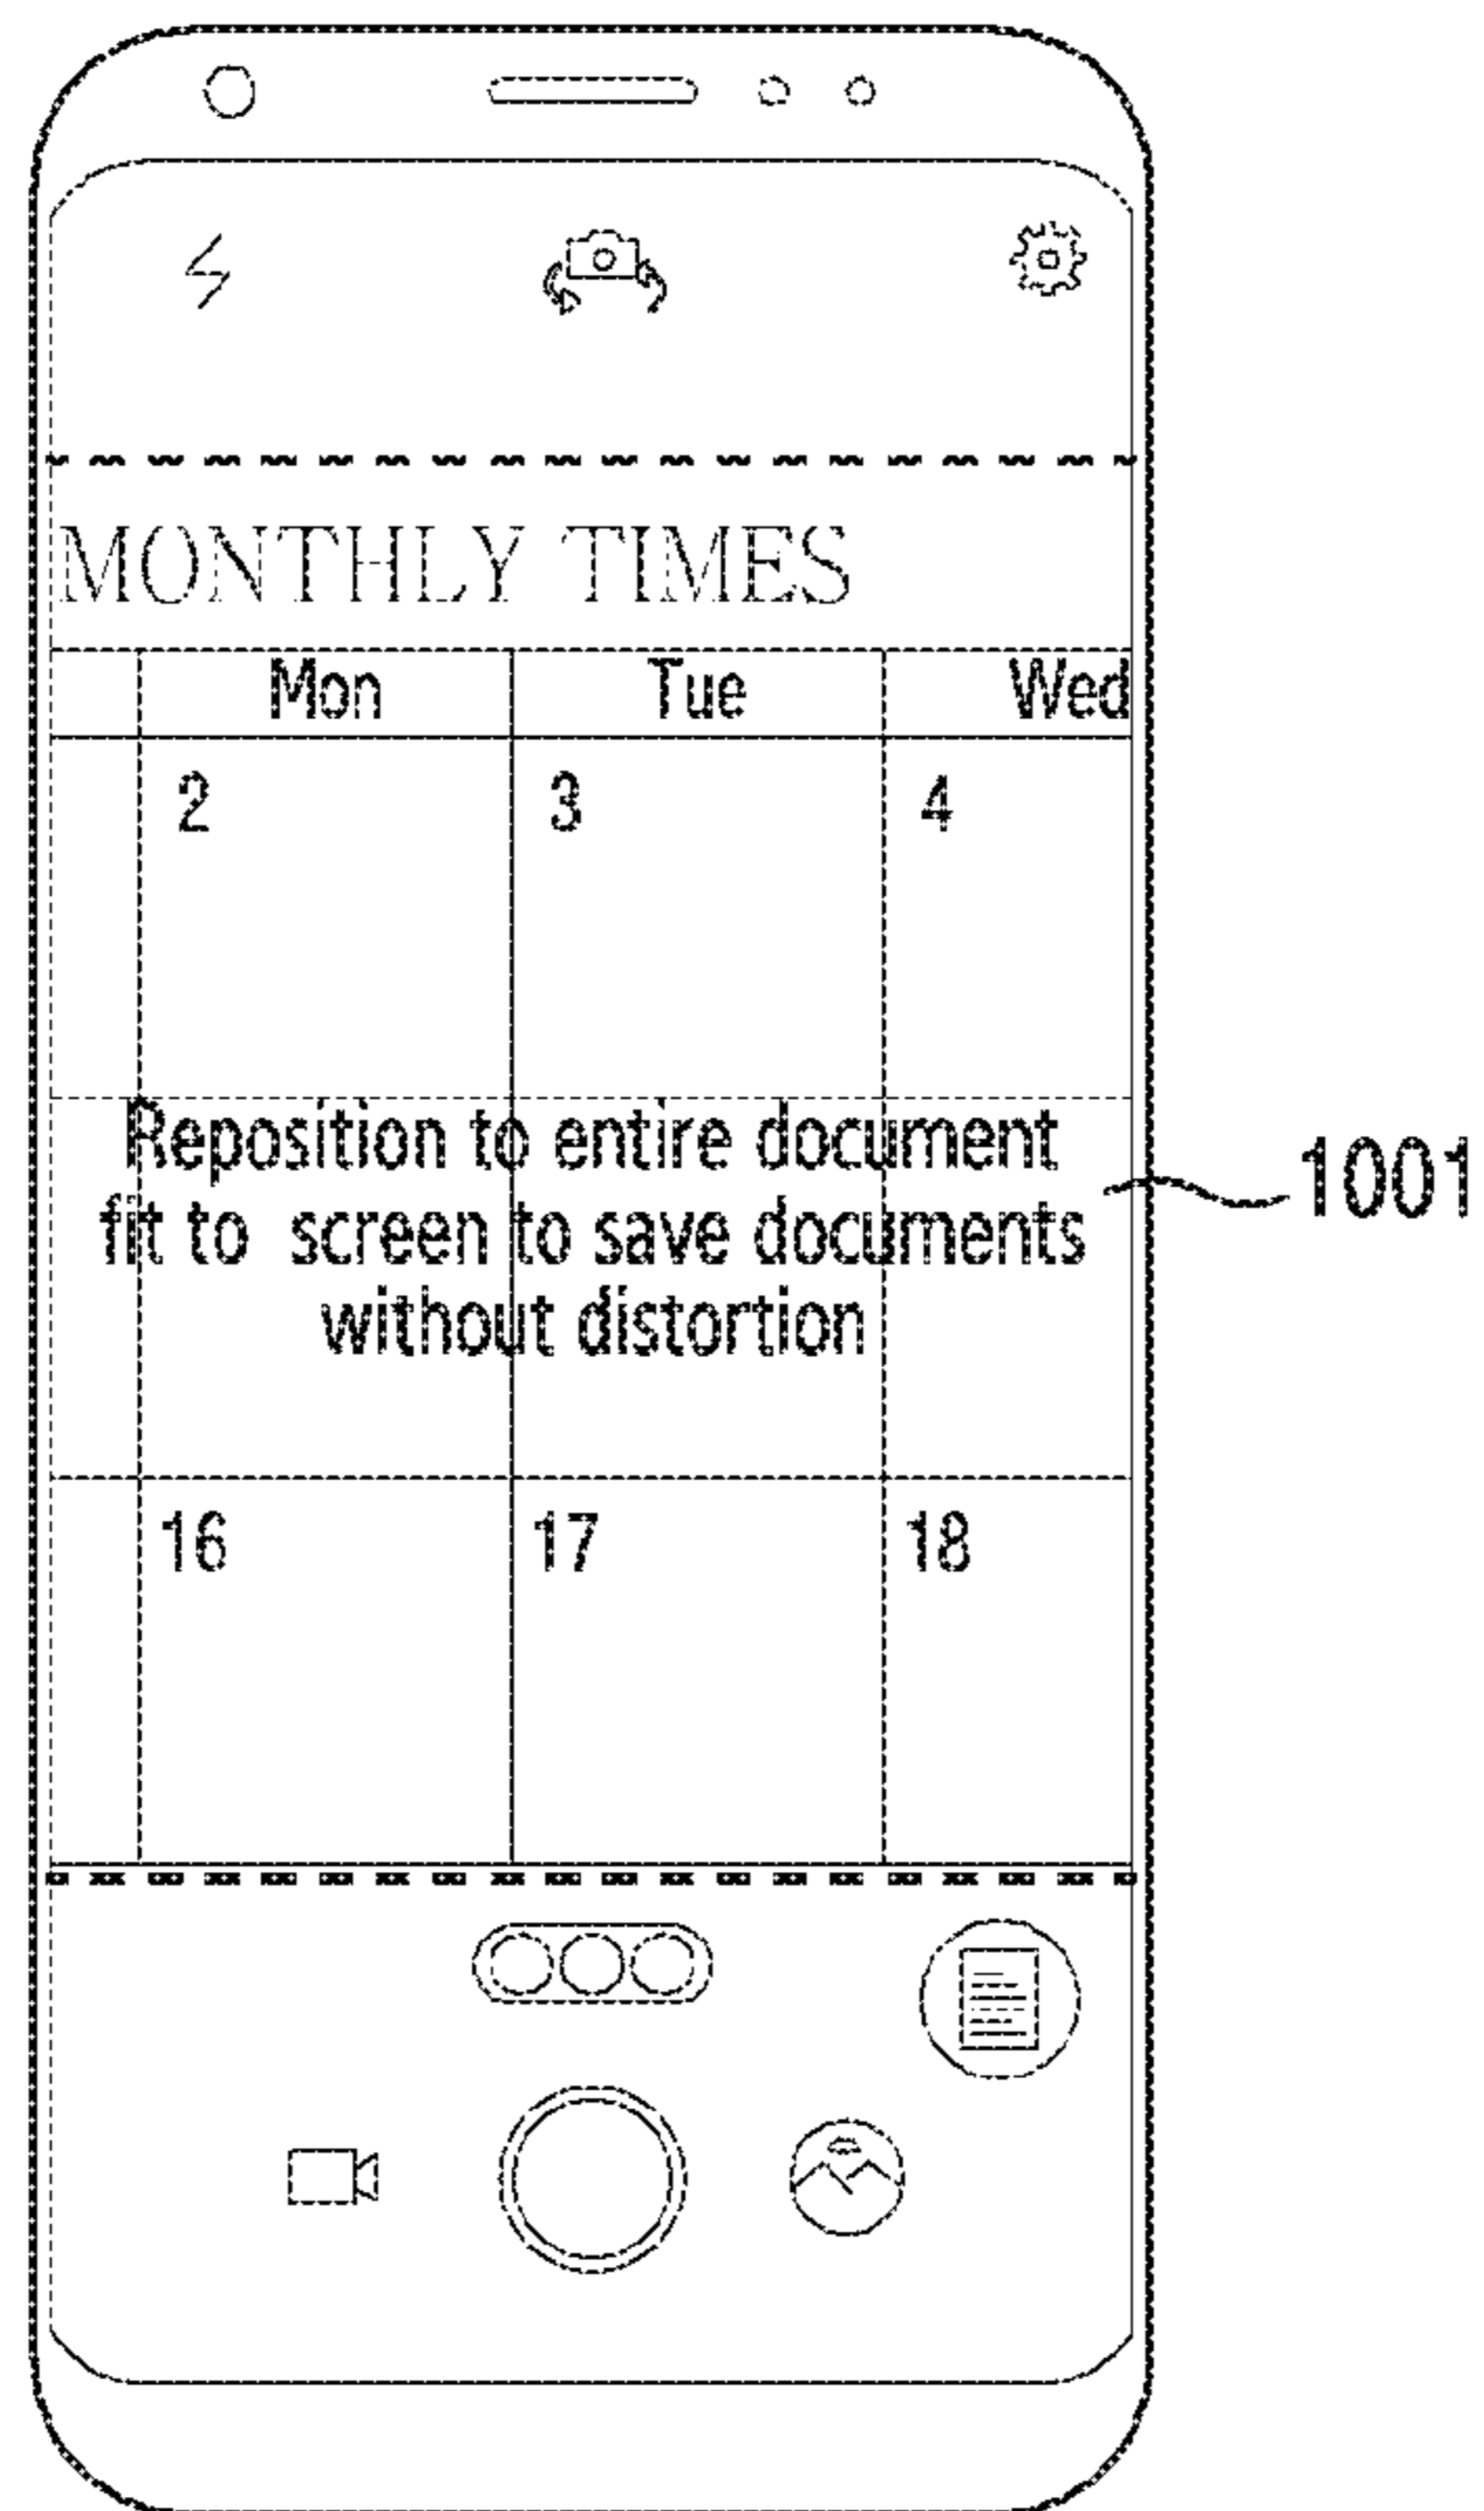 MONTHLY TIMES
Mon Tue Wed
2 3 4
Reposition to entire document
fit to screen to save documents
without distortion
1001
16 17 18